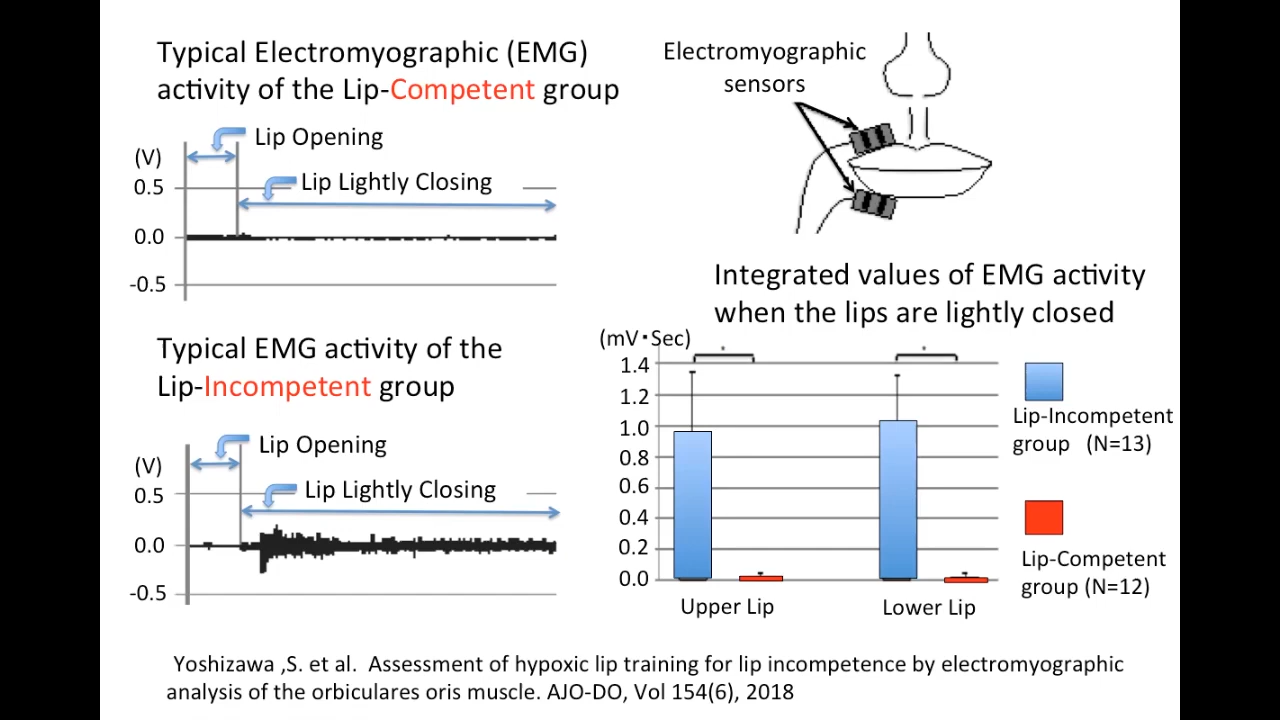 Typical Electromyographic (EMG)
activity of the Lip-Competent group
Lip Opening
(V)
Lip Lightly Closing
0.5
0.0
-0.5
Typical EMG activity of the
Lip-Incompetent group
Lip Opening
(V)
Lip Lightly Closing
0.5
0.0
-0.5
Electromyographic
sensors
Integrated values of EMG activity
when the lips are lightly closed
(mV・Sec)
1.4
1.2
1.0
0.8
0.6
0.4
0.2
0.0
Upper Lip
Lower Lip
Lip-Incompetent
group (N=13)
Lip-Competent
group (N=12)
Yoshizawa ,S. et al. Assessment of hypoxic lip training for lip incompetence by electromyographic
analysis of the orbiculares oris muscle. AJO-DO, Vol 154(6), 2018